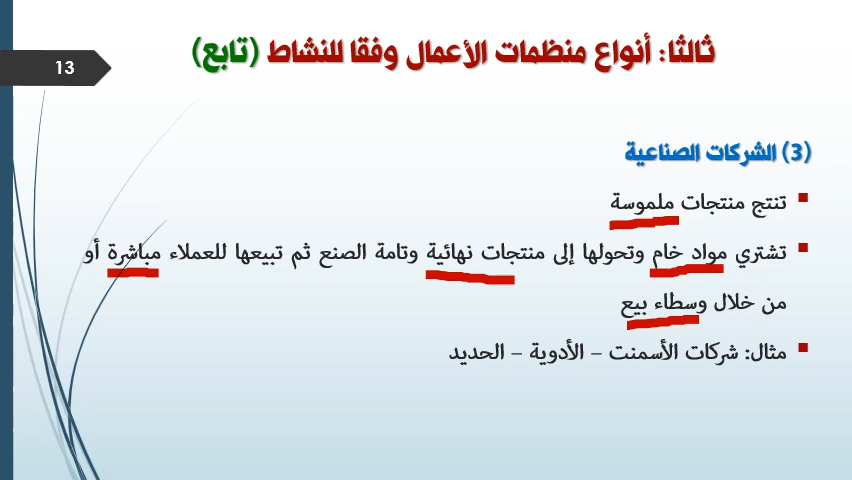 13
ثالثا: أنواع منظمات الأعمال وفقا للنشاط (تابع)
(3) الشركات الصناعية
تنتج منتجات ملموسة
تشتري مواد خام وتحولها إلى منتجات نهائية وتامة الصنع ثم تبيعها للعملاء مباشرة أو
من خلال وسطاء بيع
مثال: شركات الأسمنت – الأدوية – الحديد